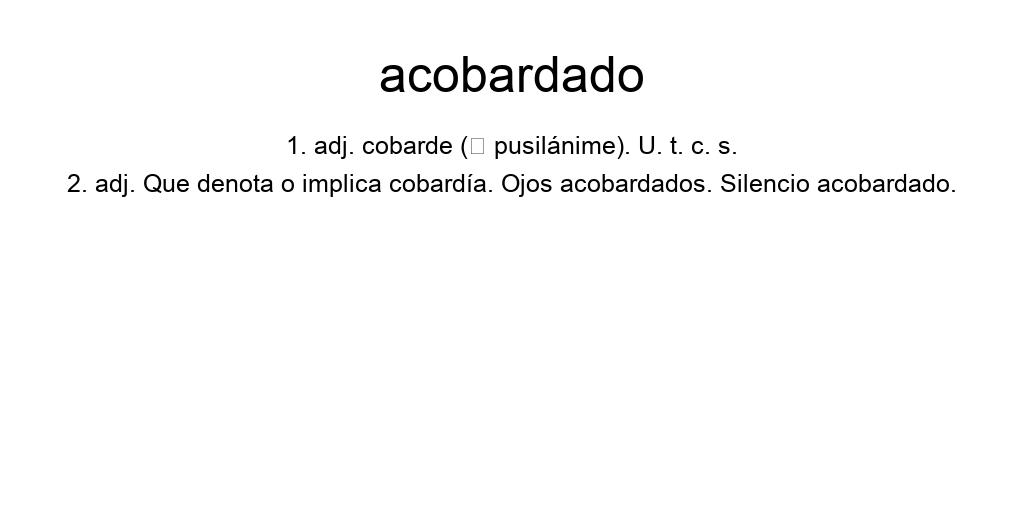 acobardado
1. adj. cobarde (□ pusilánime). U. t. c. s.
2. adj. Que denota o implica cobardía. Ojos acobardados. Silencio acobardado.